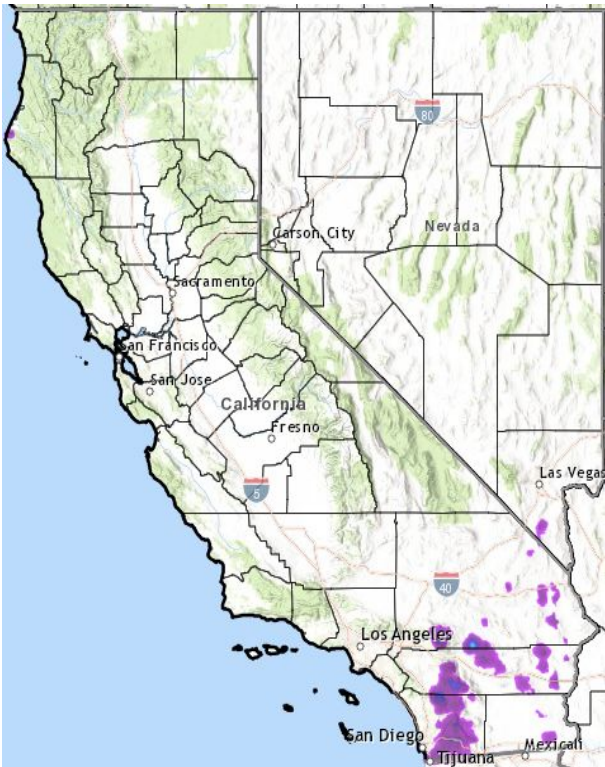 80
Nevada
Carson City
Sacramento
San Francisco
San Jose
California
Fresno
Las Vegas
5
40
Los Angeles
San Diego
Mexicali
Tijuana